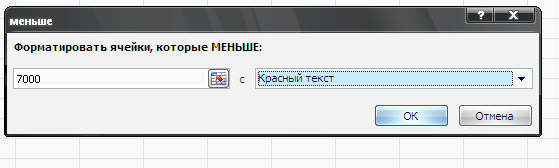 меньше
Форматировать ячейки, которые МЕНЬШЕ:
7000 с Красный текст
ОК Отмена